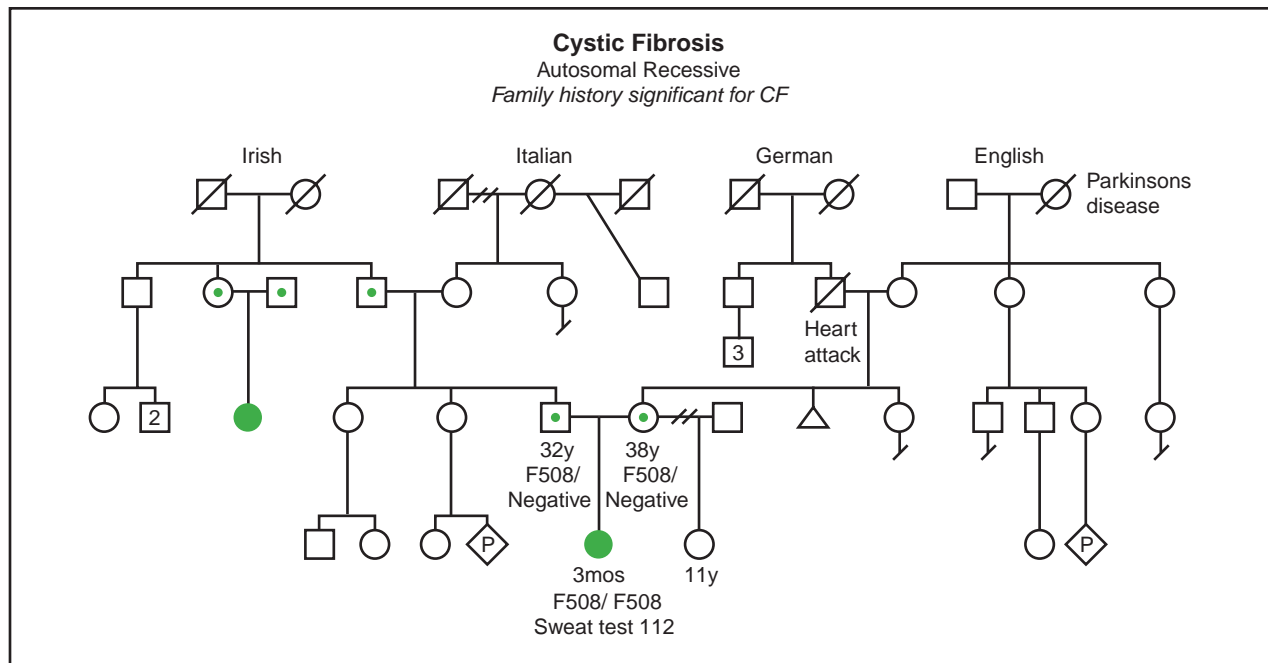 Cystic Fibrosis
Autosomal Recessive
Family history significant for CF
Irish
Italian
German
English
Parkinsons
disease
Heart
attack
3
2
32y
F508/
Negative
38y
F508/
Negative
P
P
3mos
F508/ F508
Sweat test 112
11y